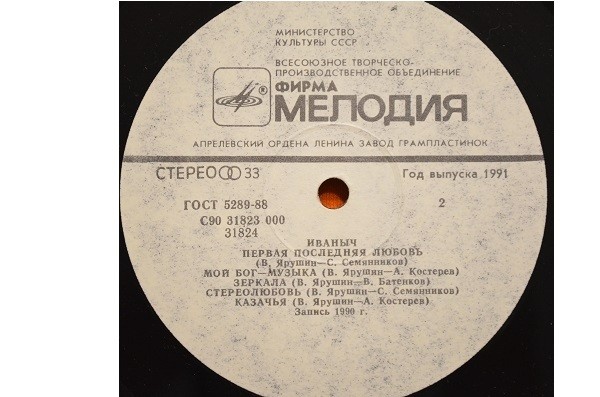 МИНИСТЕРСТВО
КУЛЬТУРЫ СССР
ВСЕСОЮЗНОЕ ТВОРЧЕСКО-
ПРОИЗВОДСТВЕННОЕ ОБЪЕДИНЕНИЕ
®
ФИРМА
МЕЛОДИЯ
АПРЕЛЕВСКИЙ ОРДЕНА ЛЕНИНА ЗАВОД ГРАМПЛАСТИНОК
СТЕРЕО 33
Год выпуска 1991
ГОСТ 5289-88
2
С90 31823 000
31824
ИВАНЫЧ
ПЕРВАЯ ПОСЛЕДНЯЯ ЛЮБОВЬ
(В. Ярушин—С. Семянников)
МОЙ БОГ—МУЗЫКА (В. Ярушин—А. Костерев)
ЗЕРКАЛА (В. Ярушин—В. Батенков)
СТЕРЕОЛЮБОВЬ (В. Ярушин—С. Семянников)
КАЗАЧЬЯ (В. Ярушин—А. Костерев)
Запись 1990 г.